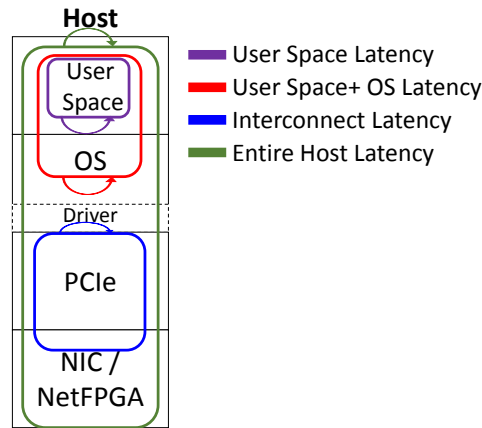 Host
User
Space
OS
Driver
PCIe
NIC /
NetFPGA
User Space Latency
User Space+ OS Latency
Interconnect Latency
Entire Host Latency